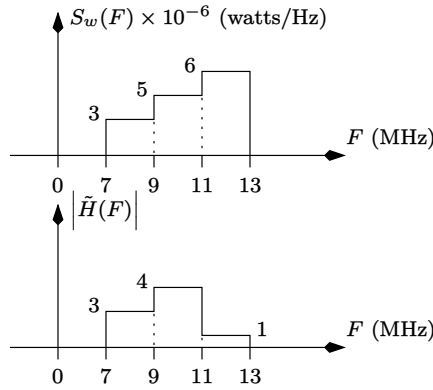 S_w(F) × 10^{−6} (watts/Hz)
6
5
3
F (MHz)
0 7 9 11 13
|H̃(F)|
4
3
1
F (MHz)
0 7 9 11 13